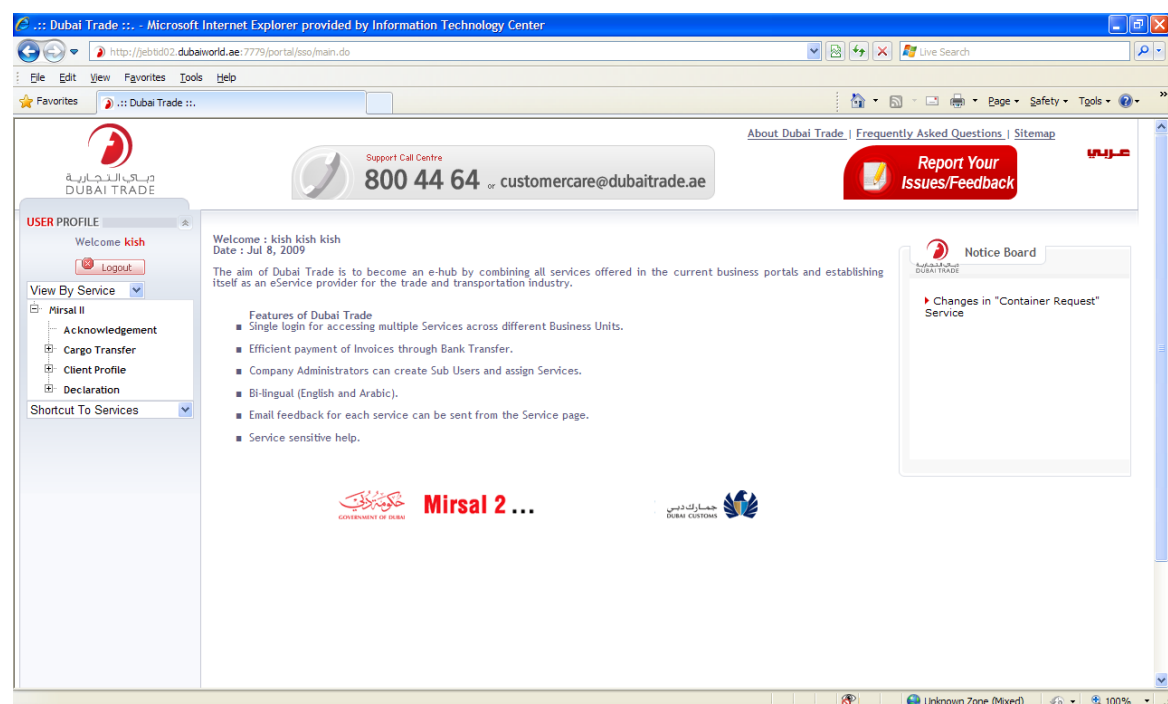 .:: Dubai Trade ::. - Microsoft Internet Explorer provided by Information Technology Center
http://jebtid02.dubaiworld.ae:7779/portal/sso/main.do
Live Search
File Edit View Favorites Tools Help
Favorites
.:: Dubai Trade ::.
Page Safety Tools
»
About Dubai Trade | Frequently Asked Questions | Sitemap
عربي
دبي التجارية
DUBAI TRADE
Support Call Centre
800 44 64 or customercare@dubaitrade.ae
Report Your
Issues/Feedback
USER PROFILE
Welcome kish
Logout
View By Service
Mirsal II
Acknowledgement
Cargo Transfer
Client Profile
Declaration
Shortcut To Services
Welcome : kish kish kish
Date : Jul 8, 2009
The aim of Dubai Trade is to become an e-hub by combining all services offered in the current business portals and establishing
itself as an eService provider for the trade and transportation industry.
Features of Dubai Trade
Single login for accessing multiple Services across different Business Units.
Efficient payment of Invoices through Bank Transfer.
Company Administrators can create Sub Users and assign Services.
Bi-lingual (English and Arabic).
Email feedback for each service can be sent from the Service page.
Service sensitive help.
دبي التجارية
DUBAI TRADE
Notice Board
Changes in "Container Request"
Service
حكومة دبي
GOVERNMENT OF DUBAI
Mirsal 2 ...
جمارك دبي
DUBAI CUSTOMS
Unknown Zone (Mixed)
100%